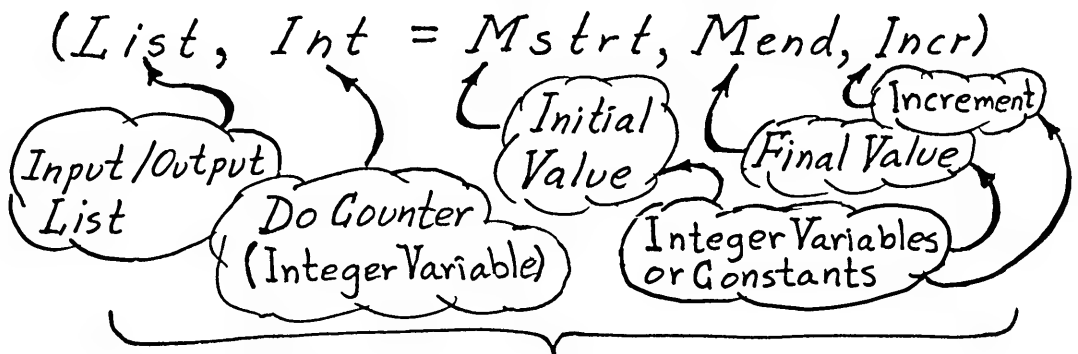 (List, Int = Mstrt, Mend, Incr)
Increment
Initial
Value
Final Value
Input/Output
List
Do Counter
(Integer Variable)
Integer Variables
or Constants